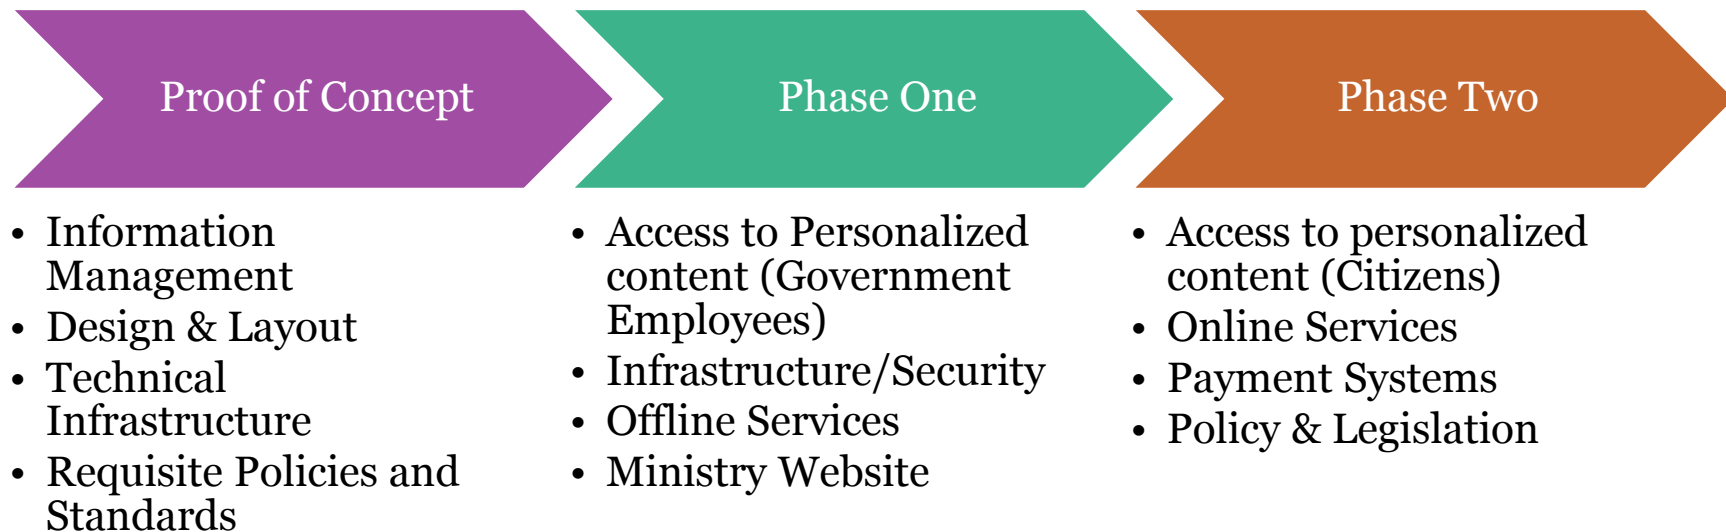 Proof of Concept
• Information
Management
• Design & Layout
• Technical
Infrastructure
• Requisite Policies and
Standards
Phase One
• Access to Personalized
content (Government
Employees)
• Infrastructure/Security
• Offline Services
• Ministry Website
Phase Two
• Access to personalized
content (Citizens)
• Online Services
• Payment Systems
• Policy & Legislation